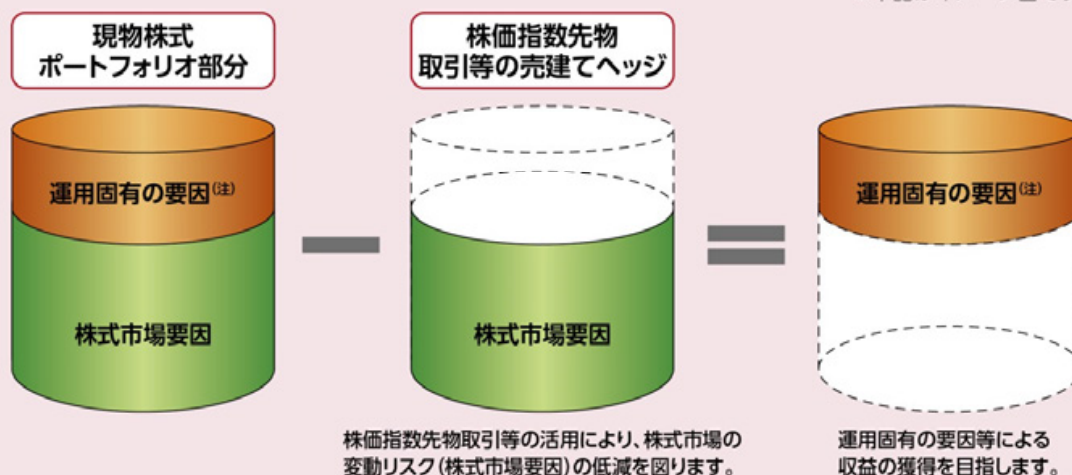 現物株式
ポートフォリオ部分
株価指数先物
取引等の売建てヘッジ
運用固有の要因(注)
株式市場要因
株式市場要因
運用固有の要因(注)
株価指数先物取引等の活用により、株式市場の
変動リスク(株式市場要因)の低減を図ります。
運用固有の要因等による
収益の獲得を目指します。